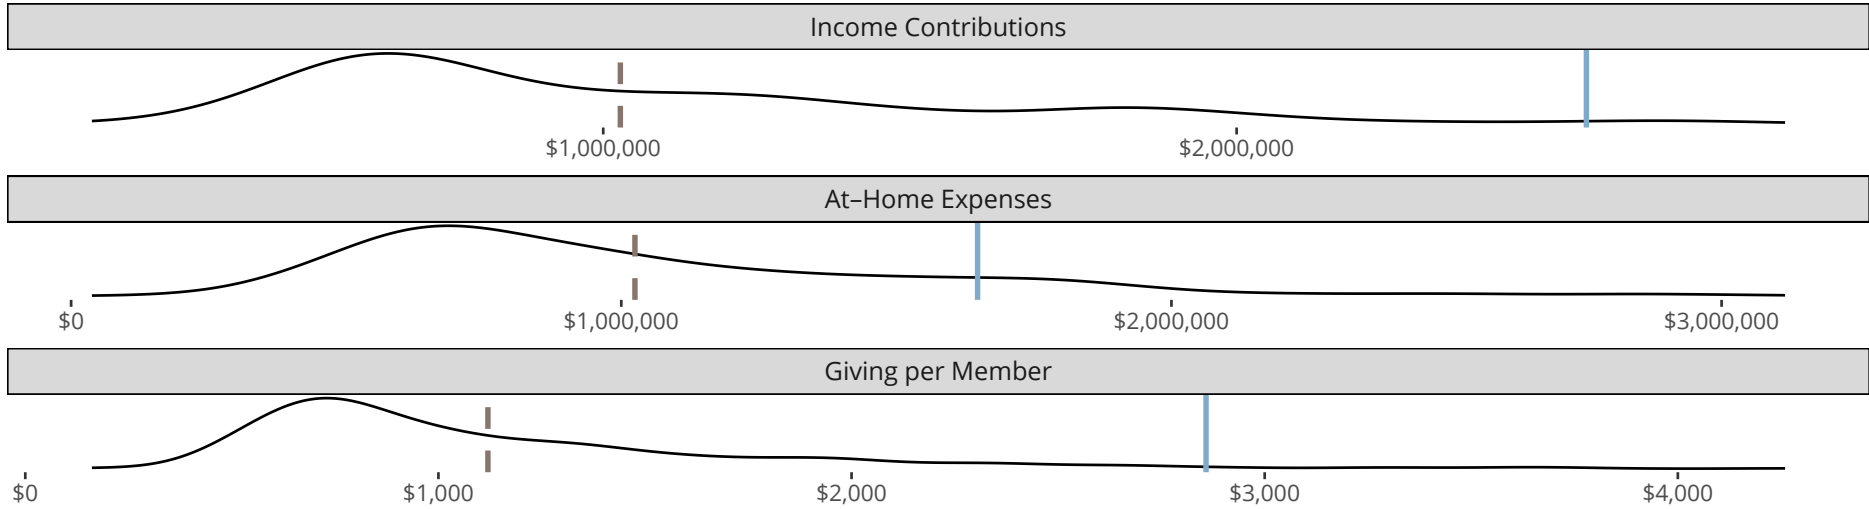 Income Contributions
$1,000,000 $2,000,000
At–Home Expenses
$0 $1,000,000 $2,000,000 $3,000,000
Giving per Member
$0 $1,000 $2,000 $3,000 $4,000